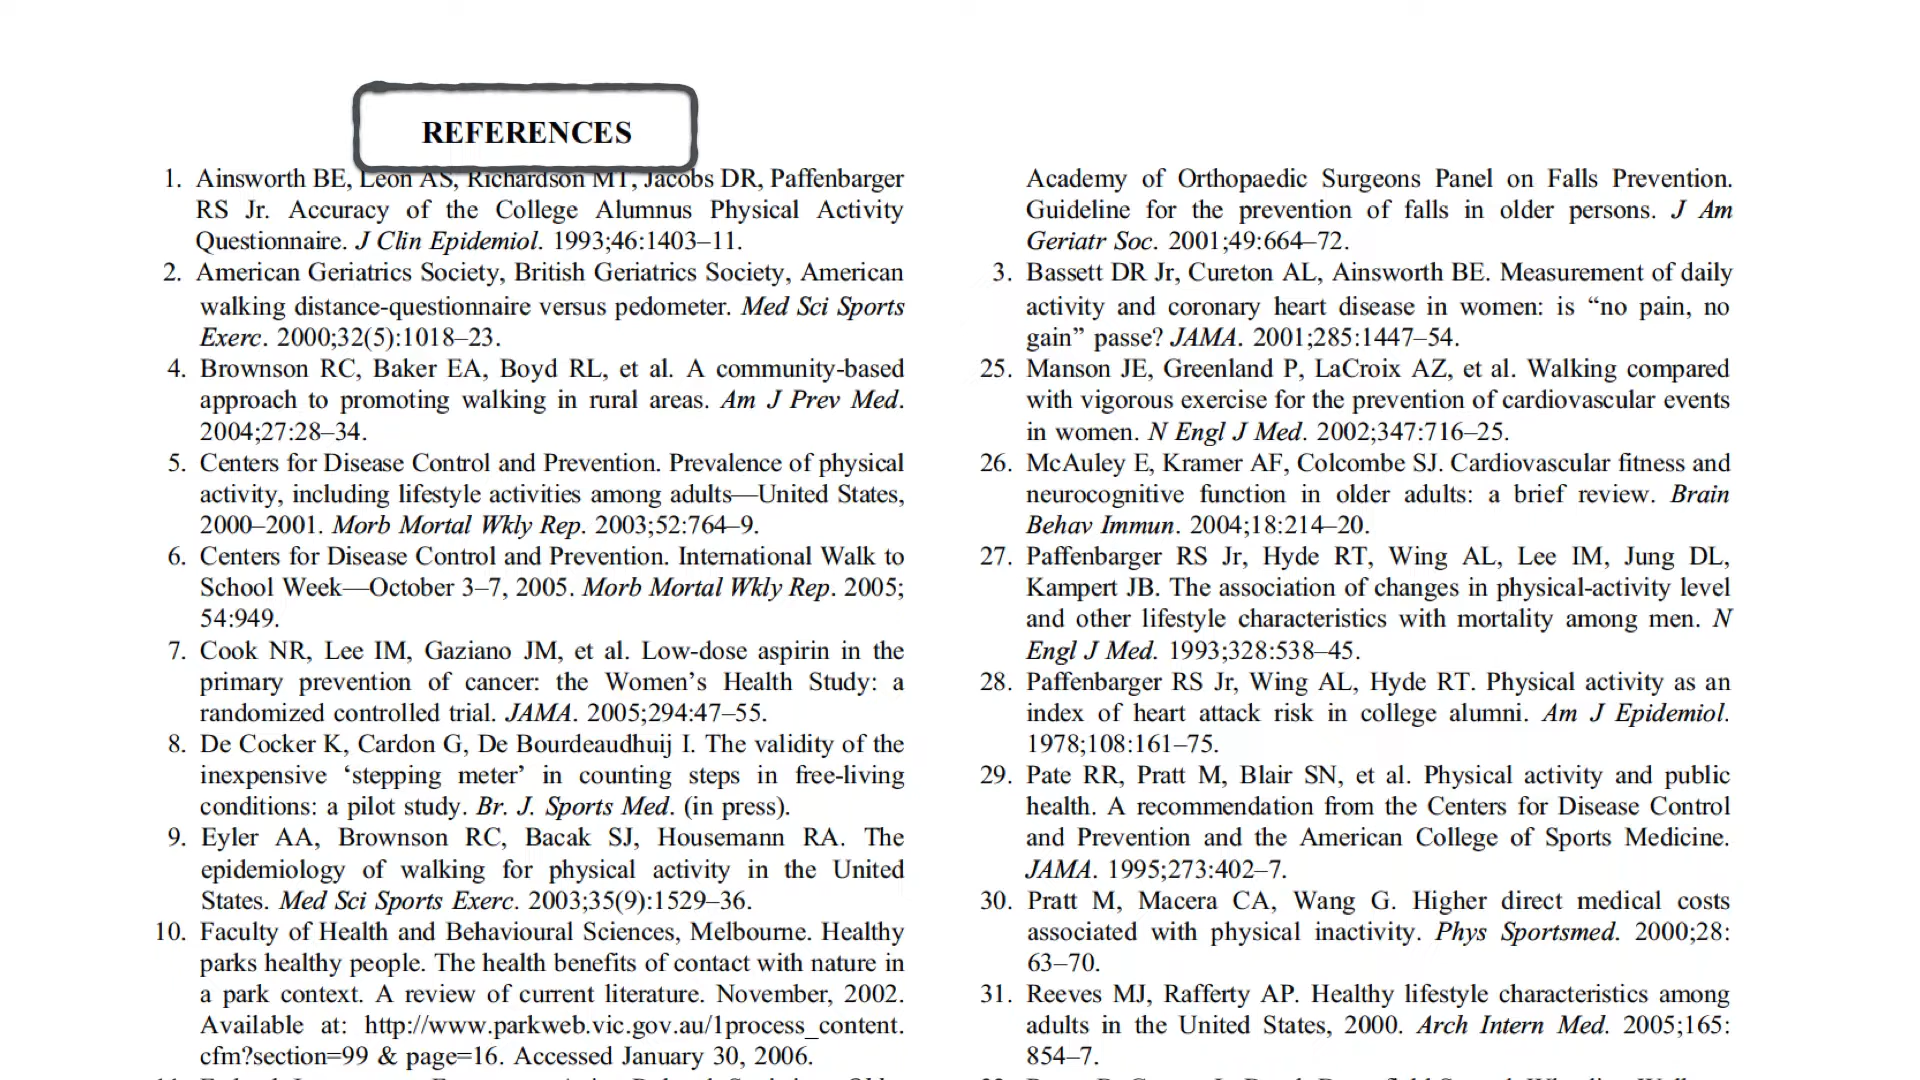 REFERENCES
1. Ainsworth BE, Leon AS, Richardson MT, Jacobs DR, Paffenbarger
RS Jr. Accuracy of the College Alumnus Physical Activity
Questionnaire. J Clin Epidemiol. 1993;46:1403–11.
2. American Geriatrics Society, British Geriatrics Society, American
walking distance-questionnaire versus pedometer. Med Sci Sports
Exerc. 2000;32(5):1018–23.
4. Brownson RC, Baker EA, Boyd RL, et al. A community-based
approach to promoting walking in rural areas. Am J Prev Med.
2004;27:28–34.
5. Centers for Disease Control and Prevention. Prevalence of physical
activity, including lifestyle activities among adults—United States,
2000–2001. Morb Mortal Wkly Rep. 2003;52:764–9.
6. Centers for Disease Control and Prevention. International Walk to
School Week—October 3–7, 2005. Morb Mortal Wkly Rep. 2005;
54:949.
7. Cook NR, Lee IM, Gaziano JM, et al. Low-dose aspirin in the
primary prevention of cancer: the Women’s Health Study: a
randomized controlled trial. JAMA. 2005;294:47–55.
8. De Cocker K, Cardon G, De Bourdeaudhuij I. The validity of the
inexpensive ‘stepping meter’ in counting steps in free-living
conditions: a pilot study. Br. J. Sports Med. (in press).
9. Eyler AA, Brownson RC, Bacak SJ, Housemann RA. The
epidemiology of walking for physical activity in the United
States. Med Sci Sports Exerc. 2003;35(9):1529–36.
10. Faculty of Health and Behavioural Sciences, Melbourne. Healthy
parks healthy people. The health benefits of contact with nature in
a park context. A review of current literature. November, 2002.
Available at: http://www.parkweb.vic.gov.au/1process_content.
cfm?section=99 & page=16. Accessed January 30, 2006.
Academy of Orthopaedic Surgeons Panel on Falls Prevention.
Guideline for the prevention of falls in older persons. J Am
Geriatr Soc. 2001;49:664–72.
3. Bassett DR Jr, Cureton AL, Ainsworth BE. Measurement of daily
activity and coronary heart disease in women: is “no pain, no
gain” passe? JAMA. 2001;285:1447–54.
25. Manson JE, Greenland P, LaCroix AZ, et al. Walking compared
with vigorous exercise for the prevention of cardiovascular events
in women. N Engl J Med. 2002;347:716–25.
26. McAuley E, Kramer AF, Colcombe SJ. Cardiovascular fitness and
neurocognitive function in older adults: a brief review. Brain
Behav Immun. 2004;18:214–20.
27. Paffenbarger RS Jr, Hyde RT, Wing AL, Lee IM, Jung DL,
Kampert JB. The association of changes in physical-activity level
and other lifestyle characteristics with mortality among men. N
Engl J Med. 1993;328:538–45.
28. Paffenbarger RS Jr, Wing AL, Hyde RT. Physical activity as an
index of heart attack risk in college alumni. Am J Epidemiol.
1978;108:161–75.
29. Pate RR, Pratt M, Blair SN, et al. Physical activity and public
health. A recommendation from the Centers for Disease Control
and Prevention and the American College of Sports Medicine.
JAMA. 1995;273:402–7.
30. Pratt M, Macera CA, Wang G. Higher direct medical costs
associated with physical inactivity. Phys Sportsmed. 2000;28:
63–70.
31. Reeves MJ, Rafferty AP. Healthy lifestyle characteristics among
adults in the United States, 2000. Arch Intern Med. 2005;165:
854–7.